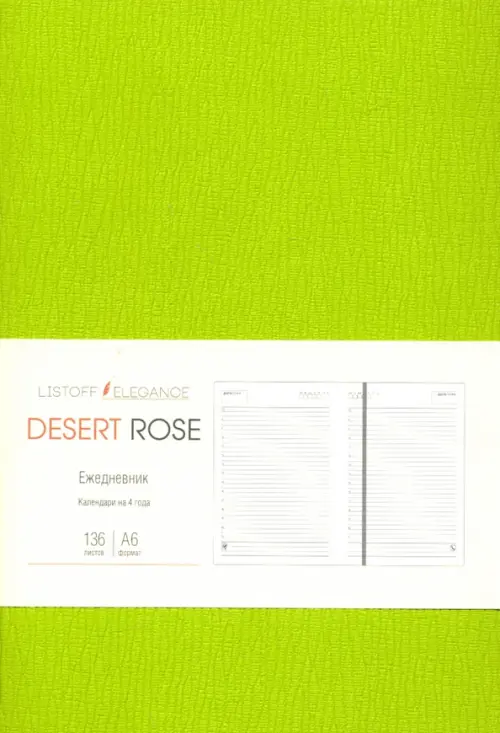 LISTOFF ELEGANCE
DESERT ROSE
Ежедневник
Календари на 4 года
136 листов
A6 формат